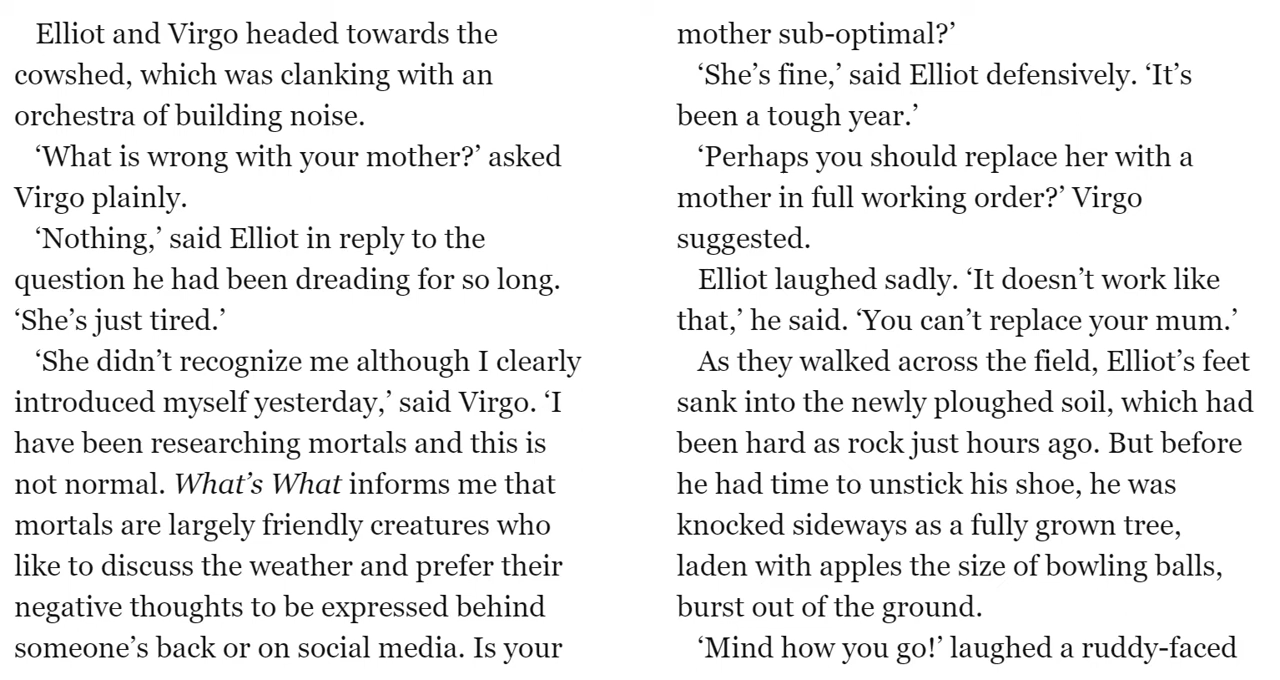 Elliot and Virgo headed towards the
cowshed, which was clanking with an
orchestra of building noise.
‘What is wrong with your mother?’ asked
Virgo plainly.
‘Nothing,’ said Elliot in reply to the
question he had been dreading for so long.
‘She’s just tired.’
‘She didn’t recognize me although I clearly
introduced myself yesterday,’ said Virgo. ‘I
have been researching mortals and this is
not normal. What’s What informs me that
mortals are largely friendly creatures who
like to discuss the weather and prefer their
negative thoughts to be expressed behind
someone’s back or on social media. Is your
mother sub-optimal?’
‘She’s fine,’ said Elliot defensively. ‘It’s
been a tough year.’
‘Perhaps you should replace her with a
mother in full working order?’ Virgo
suggested.
Elliot laughed sadly. ‘It doesn’t work like
that,’ he said. ‘You can’t replace your mum.’
As they walked across the field, Elliot’s feet
sank into the newly ploughed soil, which had
been hard as rock just hours ago. But before
he had time to unstick his shoe, he was
knocked sideways as a fully grown tree,
laden with apples the size of bowling balls,
burst out of the ground.
‘Mind how you go!’ laughed a ruddy-faced